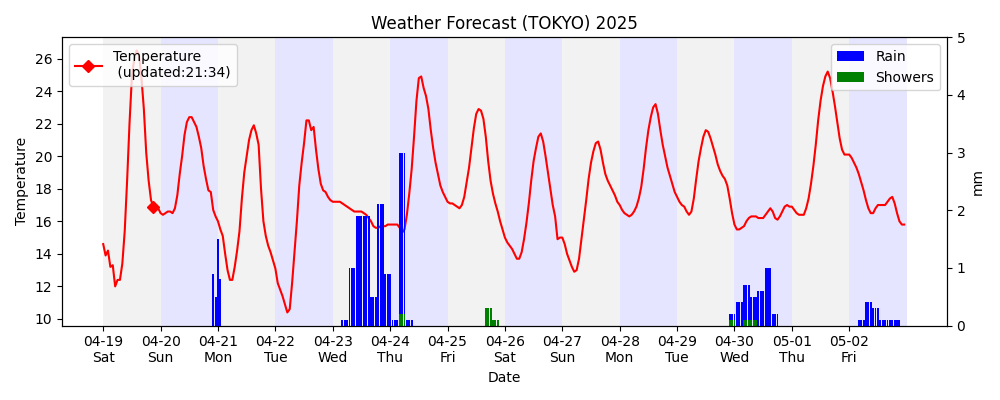 Weather Forecast (TOKYO) 2025
Temperature
(updated:21:34)
Rain
Showers
Temperature
26
24
22
20
18
16
14
12
10
5
4
3
2
1
0
mm
04-19 04-20 04-21 04-22 04-23 04-24 04-25 04-26 04-27 04-28 04-29 04-30 05-01 05-02
Sat Sun Mon Tue Wed Thu Fri Sat Sun Mon Tue Wed Thu Fri
Date